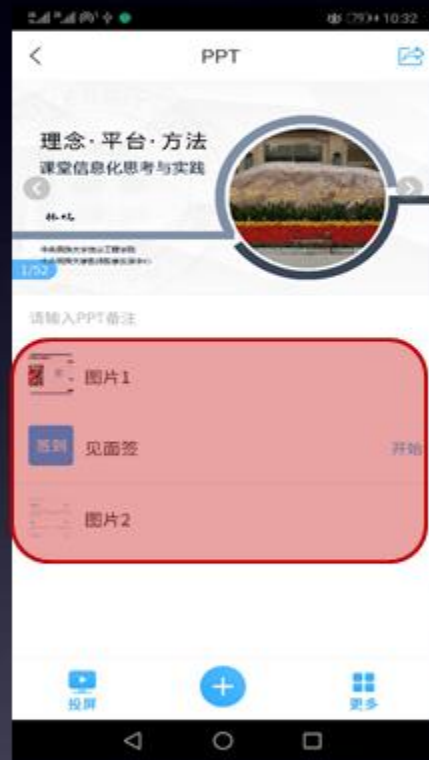 10:32
PPT
理念·平台·方法
课堂信息化思考与实践
1/52
请输入PPT备注
图片1
签到
见面签
开始
图片2
投屏
更多